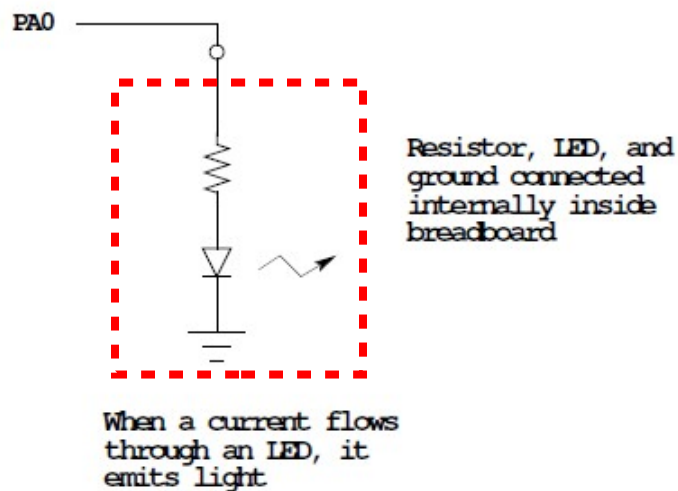 PA0
Resistor, LED, and
ground connected
internally inside
breadboard
When a current flows
through an LED, it
emits light